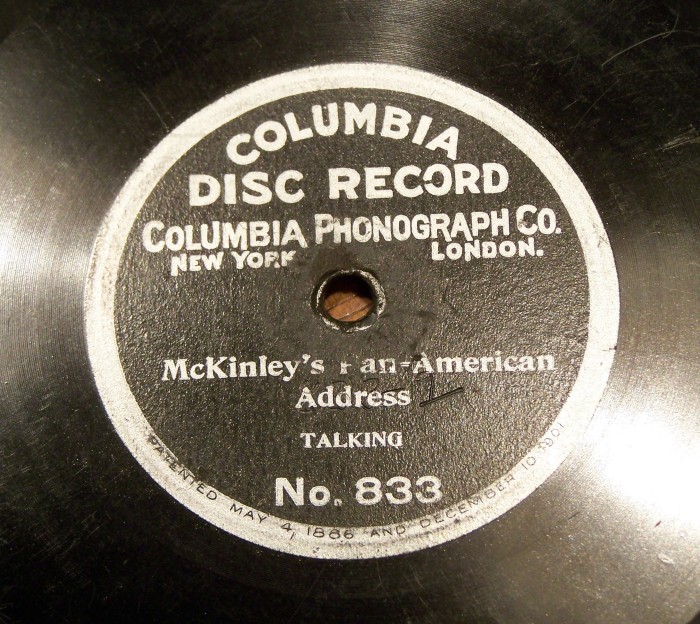 COLUMBIA
DISC RECORD
COLUMBIA PHONOGRAPH CO.
NEW YORK LONDON.
McKinley's Pan-American
Address
TALKING
No. 833
PATENTED MAY 4, 1886 AND DECEMBER 10 1901